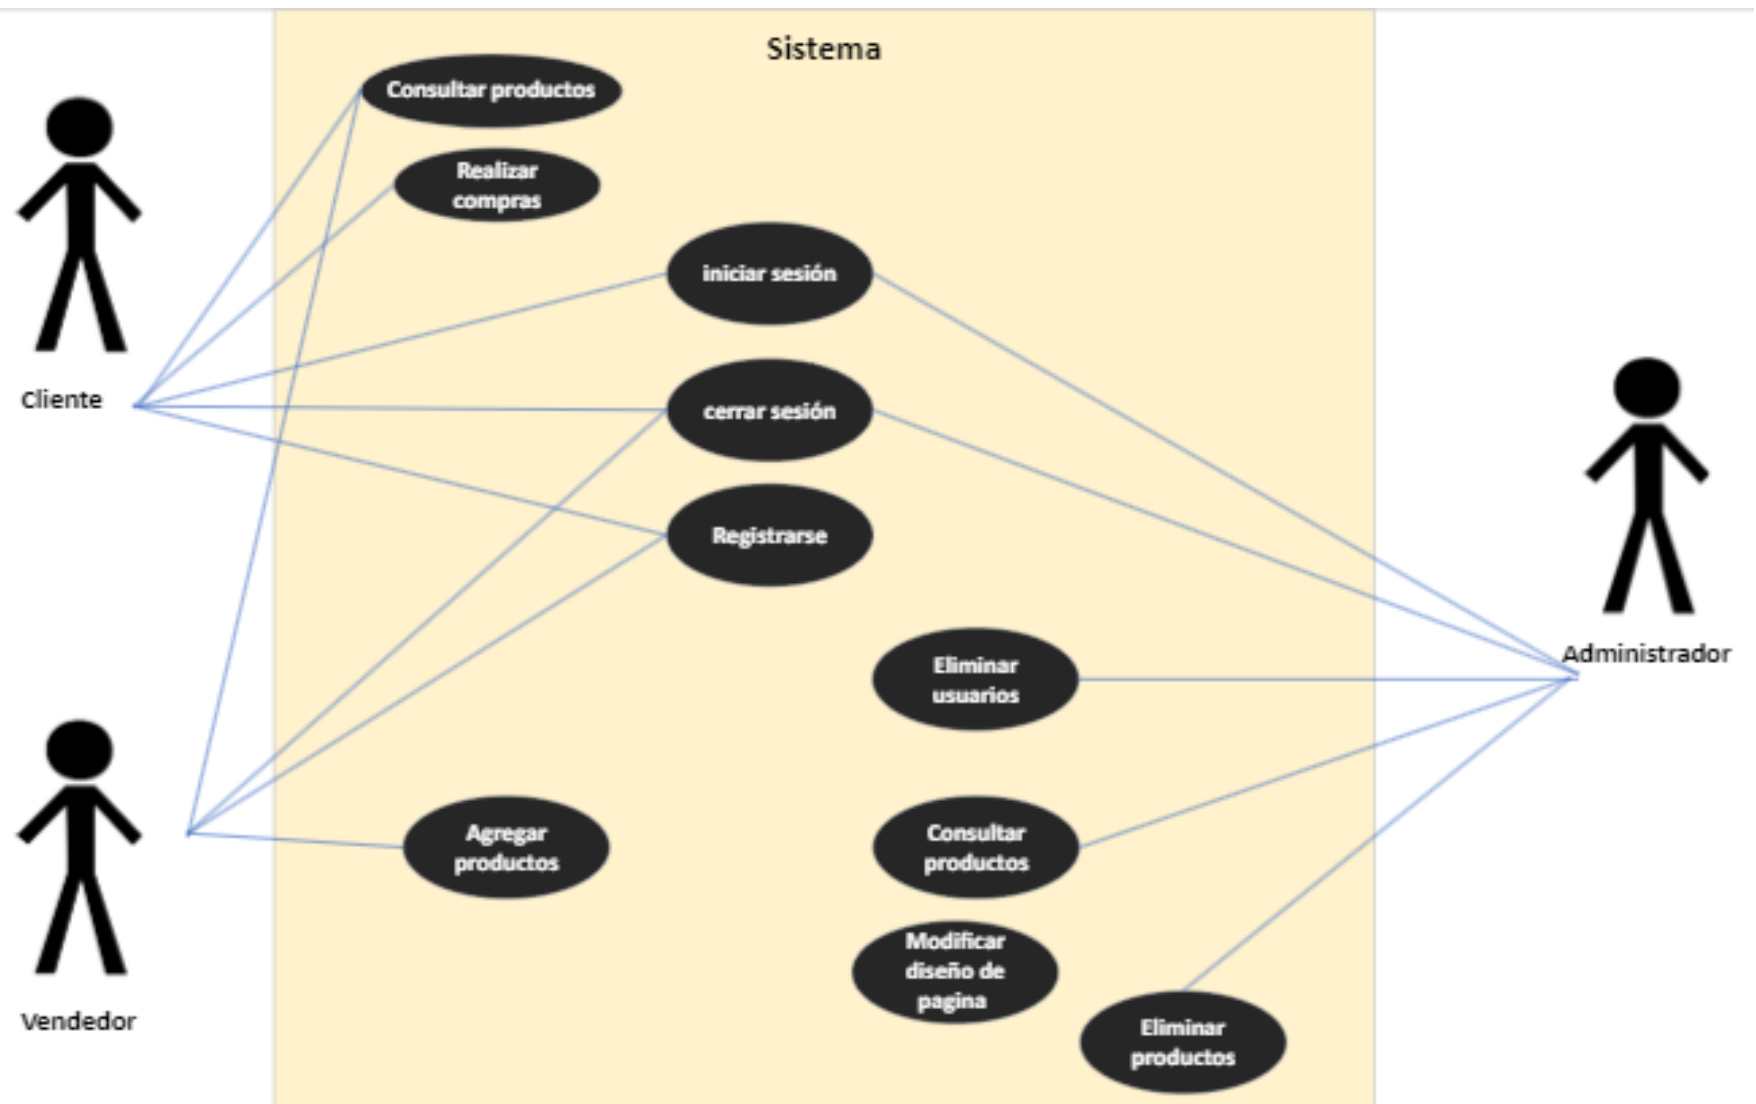 Sistema
Consultar productos
Realizar
compras
iniciar sesión
Cliente
cerrar sesión
Registrarse
Administrador
Eliminar
usuarios
Agregar
productos
Consultar
productos
Modificar
diseño de
pagina
Vendedor
Eliminar
productos